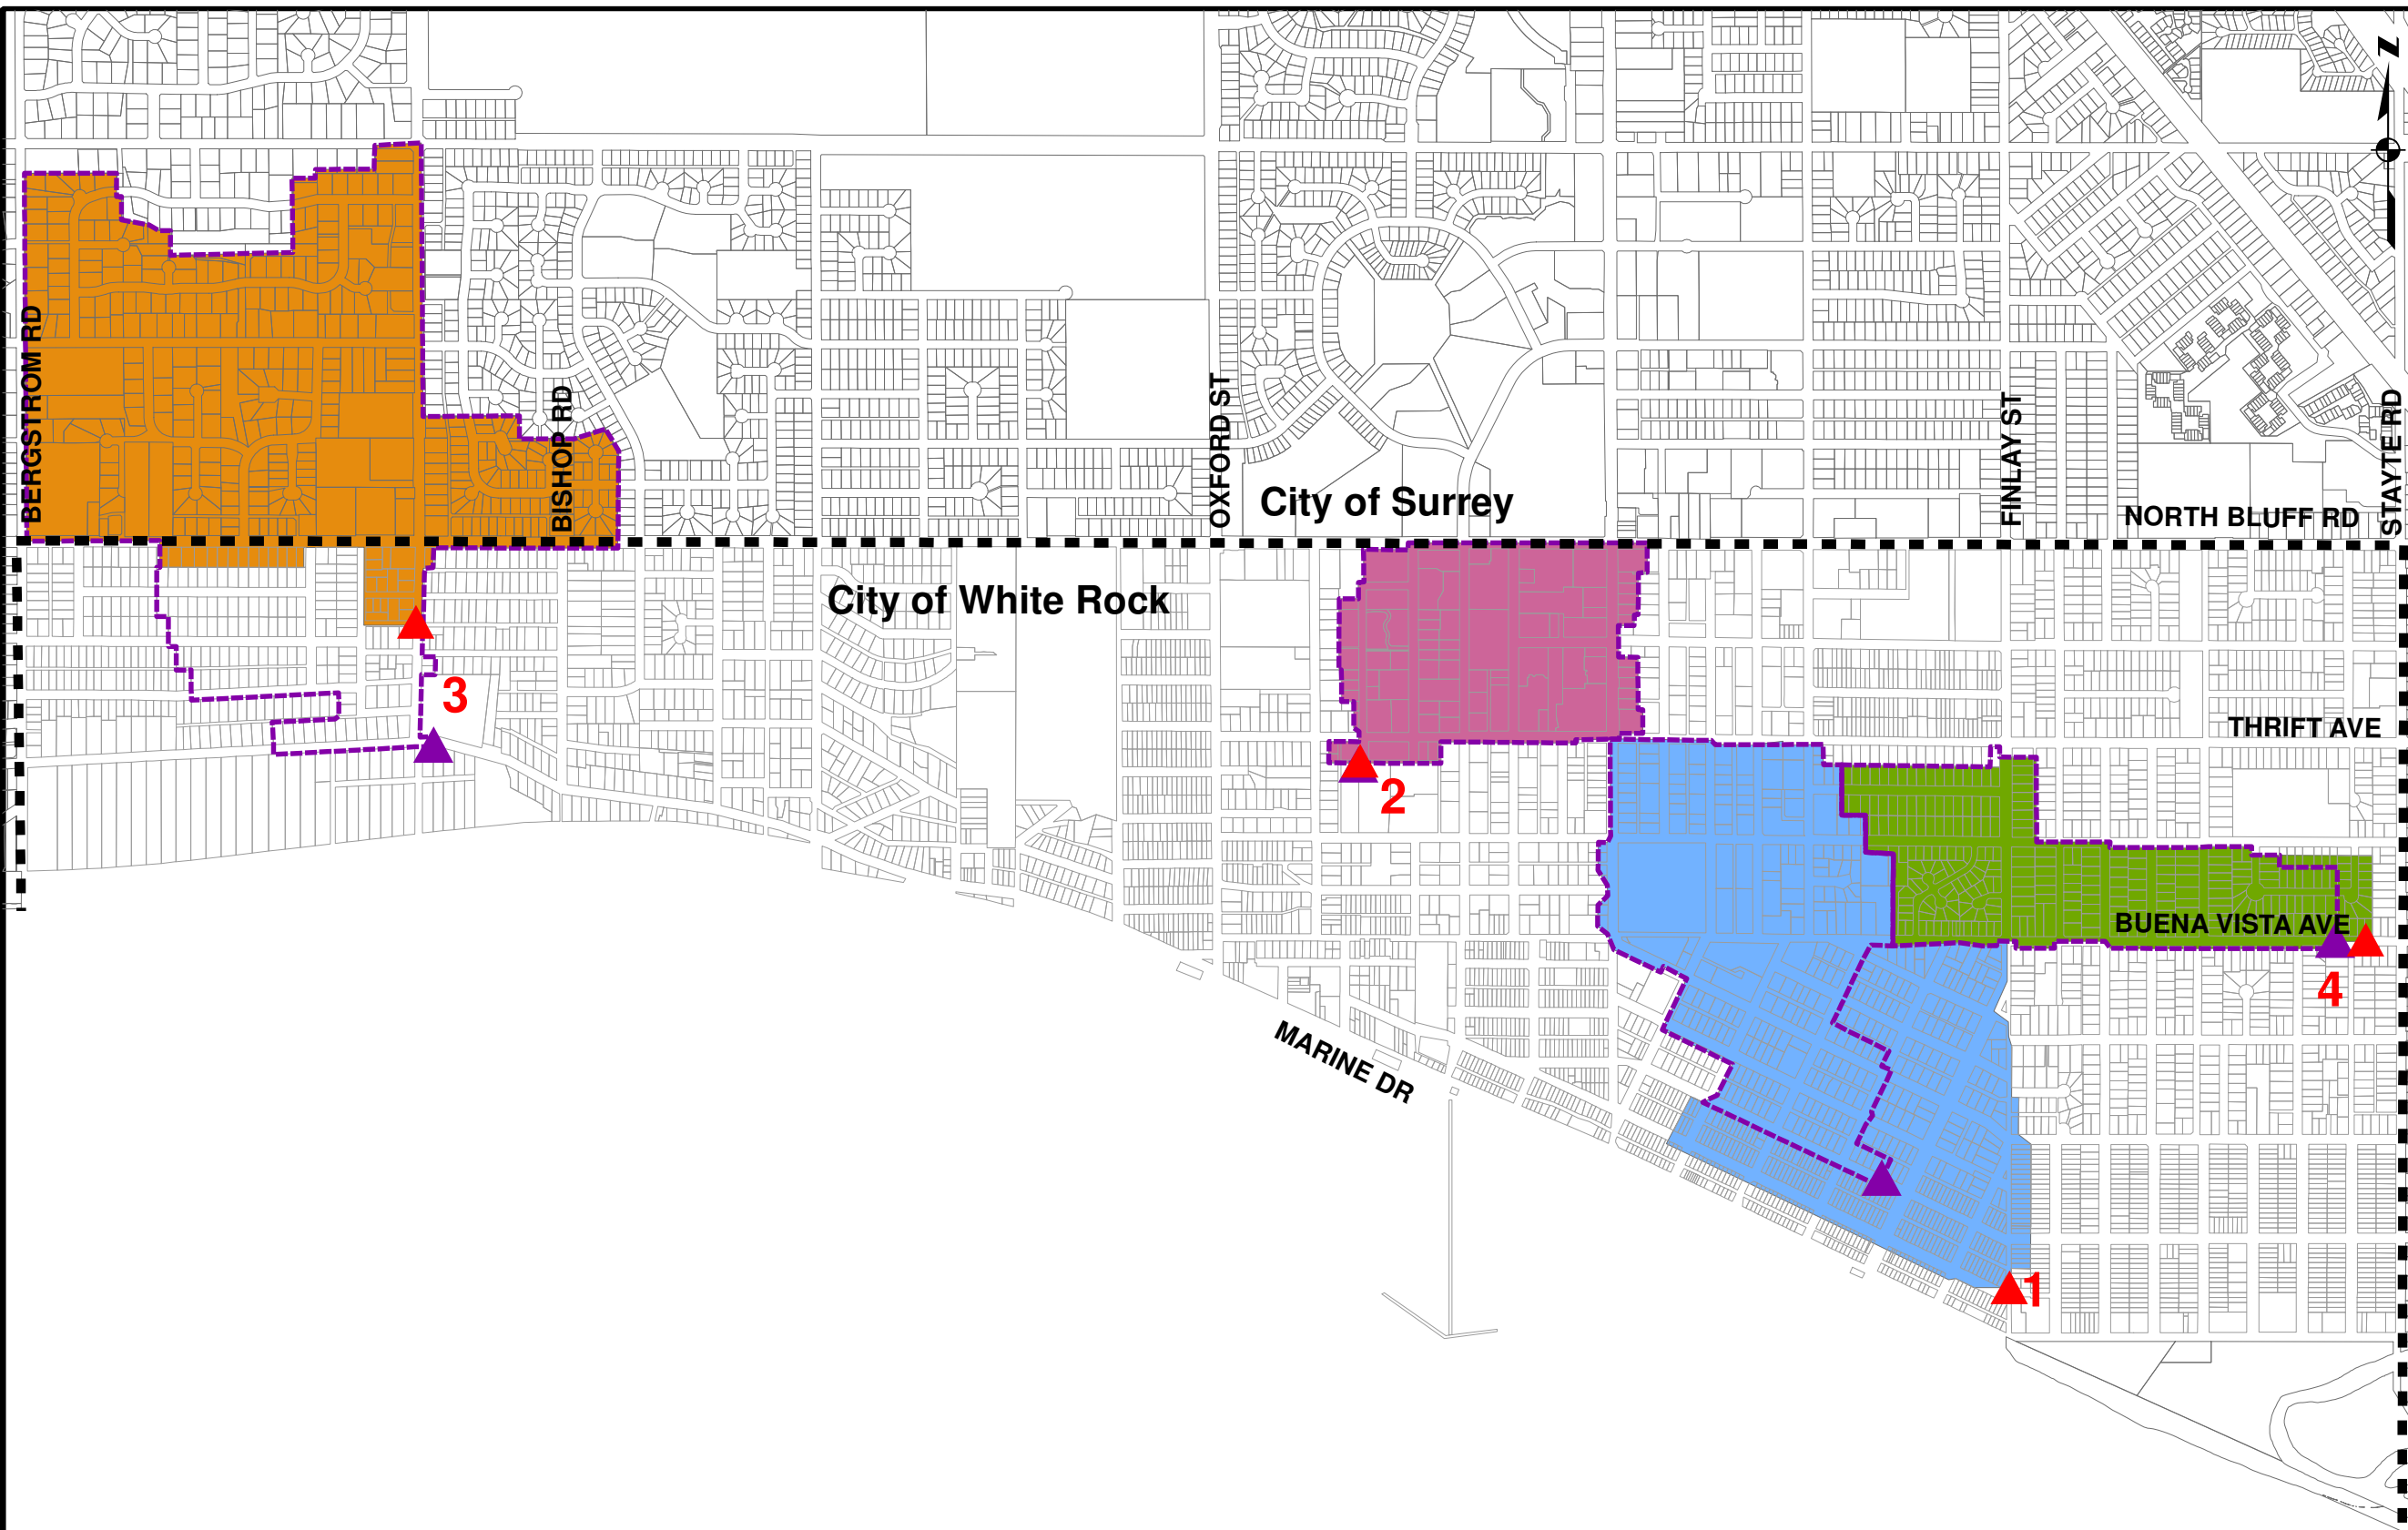 N
BERGSTROM RD
BISHOP RD
OXFORD ST
FINLAY ST
STAYTE RD
City of Surrey
NORTH BLUFF RD
City of White Rock
3
THRIFT AVE
2
BUENA VISTA AVE
4
MARINE DR
1